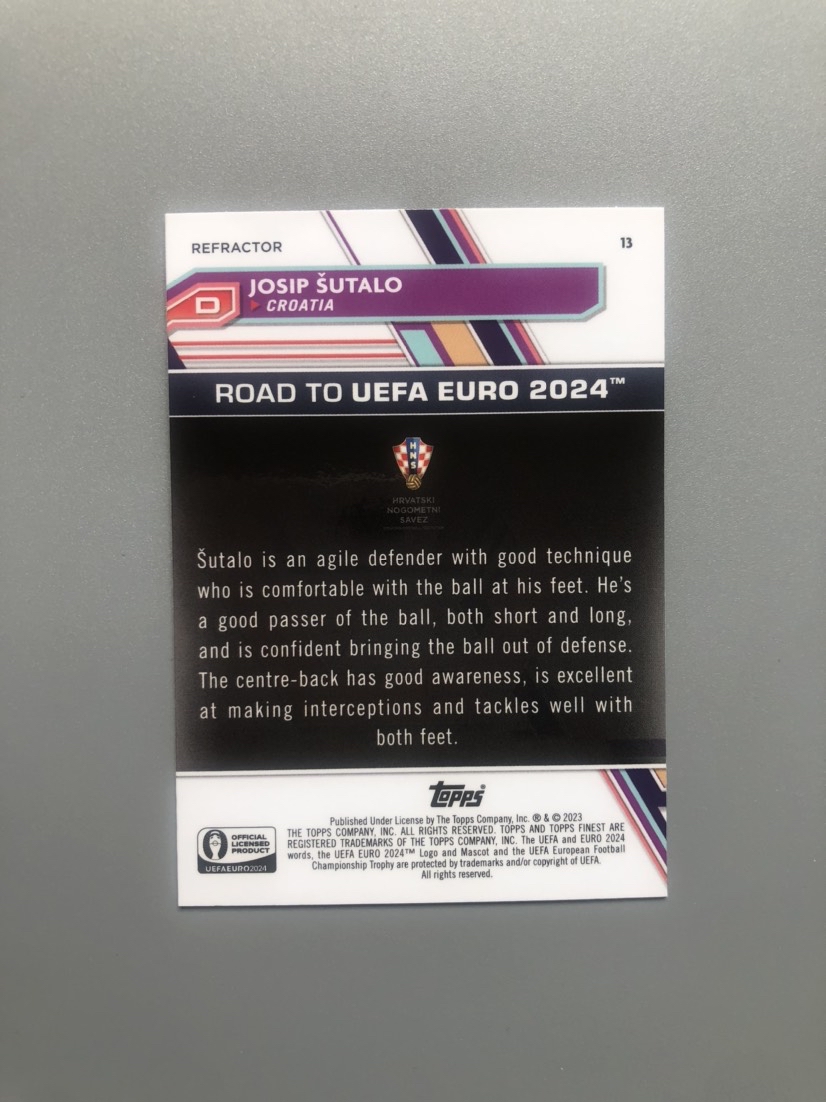 REFRACTOR
13
JOSIP ŠUTALO
D
CROATIA
ROAD TO UEFA EURO 2024™
HNS
HRVATSKI
NOGOMETNI
SAVEZ
Šutalo is an agile defender with good technique
who is comfortable with the ball at his feet. He's
a good passer of the ball, both short and long,
and is confident bringing the ball out of defense.
The centre-back has good awareness, is excellent
at making interceptions and tackles well with
both feet.
topps®
Published Under License by The Topps Company, Inc. ® & © 2023
THE TOPPS COMPANY, INC. ALL RIGHTS RESERVED. TOPPS AND TOPPS FINEST ARE
REGISTERED TRADEMARKS OF THE TOPPS COMPANY, INC. The UEFA and EURO 2024
words, the UEFA EURO 2024™ Logo and Mascot and the UEFA European Football
Championship Trophy are protected by trademarks and/or copyright of UEFA.
All rights reserved.
OFFICIAL
LICENSED
PRODUCT
UEFAEURO2024